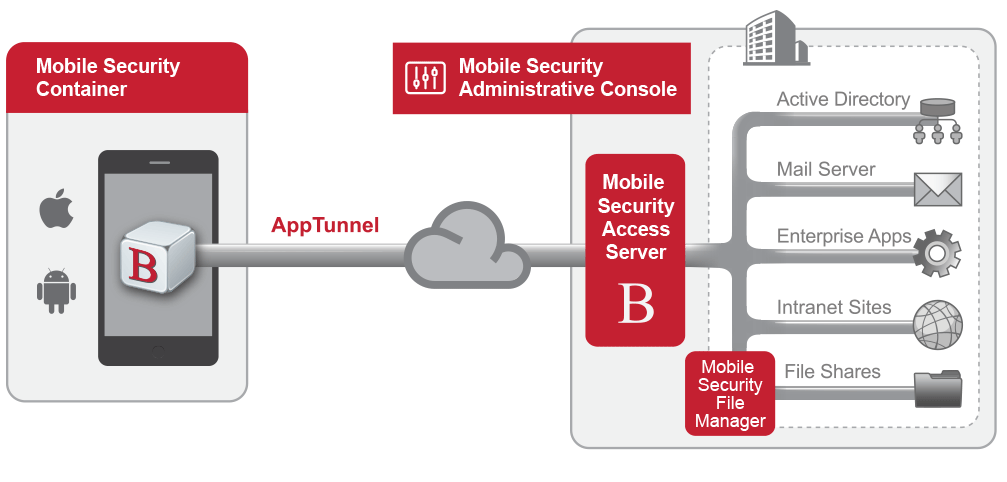 Mobile Security
Container
B
AppTunnel
Mobile Security
Administrative Console
Mobile
Security
Access
Server
B
Active Directory
Mail Server
Enterprise Apps
Intranet Sites
File Shares
Mobile
Security
File
Manager